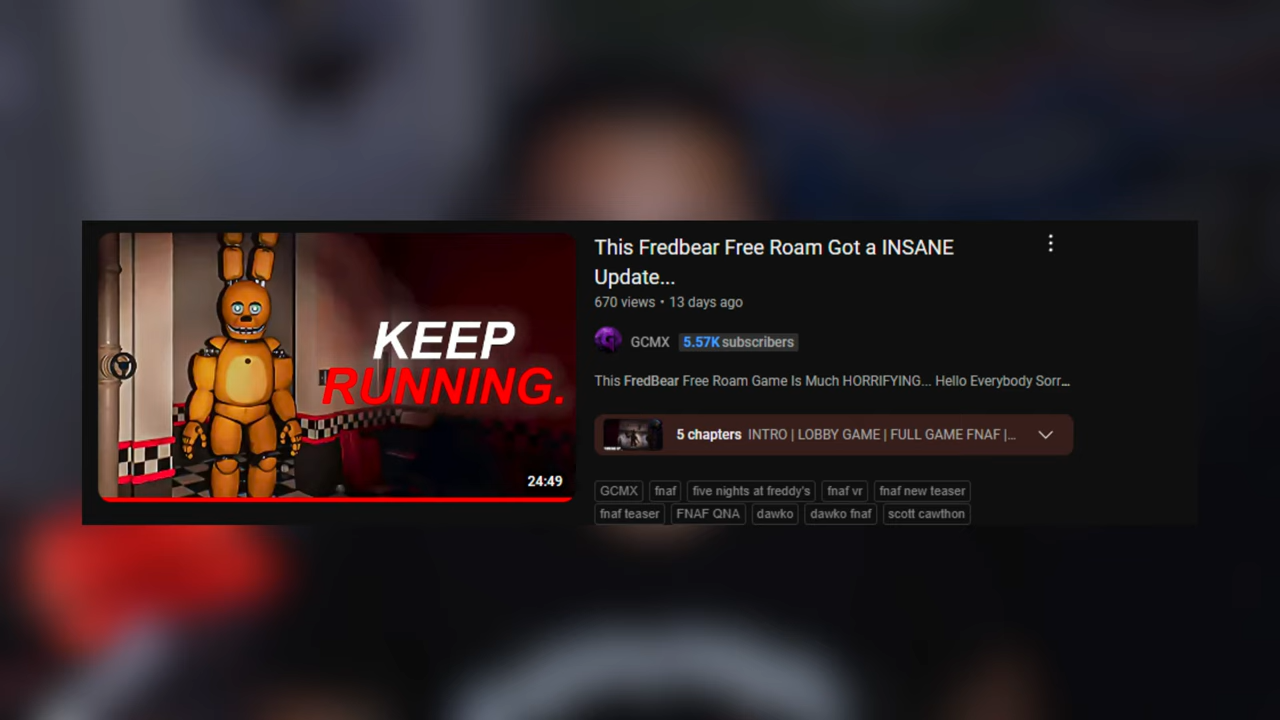 KEEP
RUNNING.
24:49
This Fredbear Free Roam Got a INSANE
Update...
670 views • 13 days ago
GCMX 5.57K subscribers
This FredBear Free Roam Game Is Much HORRIFYING... Hello Everybody Sorr...
5 chapters INTRO | LOBBY GAME | FULL GAME FNAF |...
GCMX fnaf five nights at freddy's fnaf vr fnaf new teaser
fnaf teaser FNAF QNA dawko dawko fnaf scott cawthon